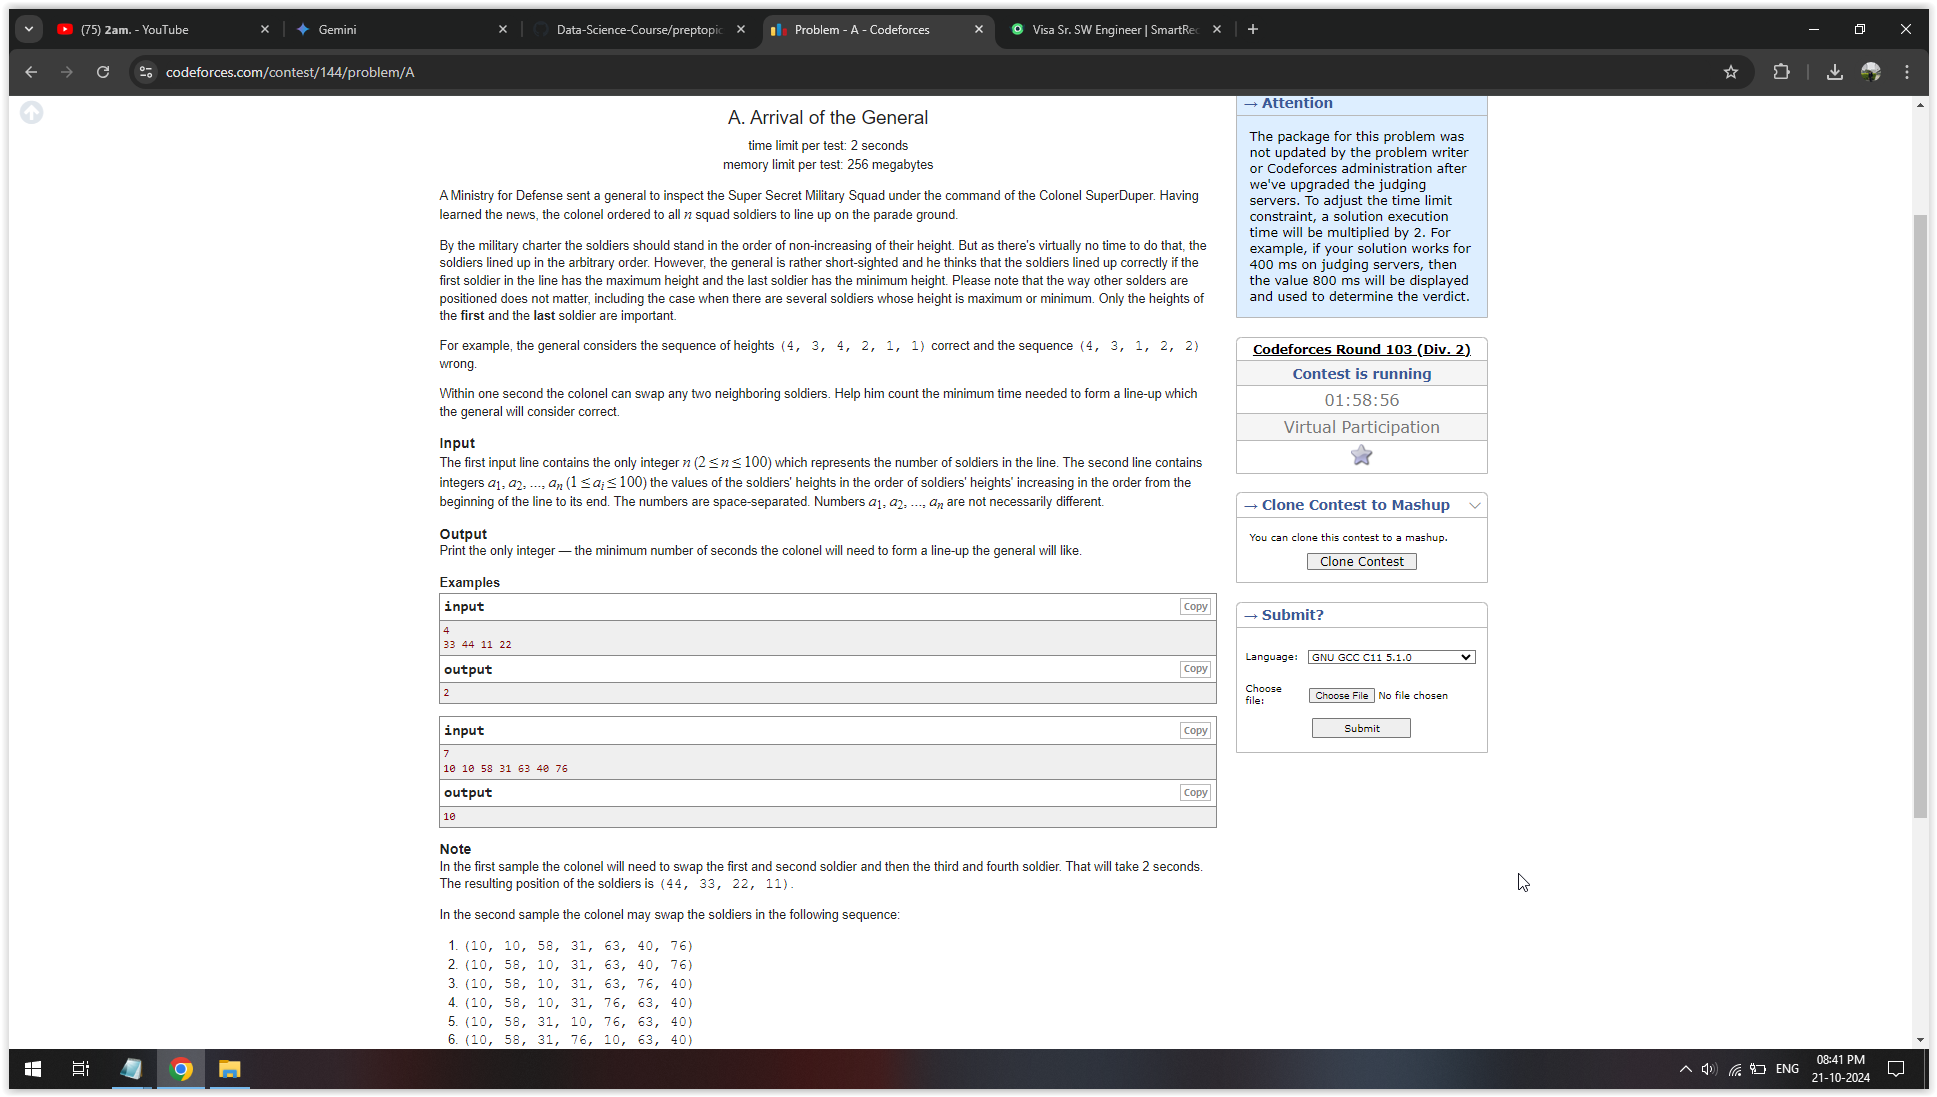 (75) 2am. - YouTube
Gemini
Data-Science-Course/preptopic
Problem - A - Codeforces
Visa Sr. SW Engineer | SmartRec
codeforces.com/contest/144/problem/A
A. Arrival of the General
time limit per test: 2 seconds
memory limit per test: 256 megabytes
A Ministry for Defense sent a general to inspect the Super Secret Military Squad under the command of the Colonel SuperDuper. Having
learned the news, the colonel ordered to all n squad soldiers to line up on the parade ground.
By the military charter the soldiers should stand in the order of non-increasing of their height. But as there's virtually no time to do that, the
soldiers lined up in the arbitrary order. However, the general is rather short-sighted and he thinks that the soldiers lined up correctly if the
first soldier in the line has the maximum height and the last soldier has the minimum height. Please note that the way other solders are
positioned does not matter, including the case when there are several soldiers whose height is maximum or minimum. Only the heights of
the first and the last soldier are important.
For example, the general considers the sequence of heights (4, 3, 4, 2, 1, 1) correct and the sequence (4, 3, 1, 2, 2)
wrong.
Within one second the colonel can swap any two neighboring soldiers. Help him count the minimum time needed to form a line-up which
the general will consider correct.
Input
The first input line contains the only integer n (2 ≤ n ≤ 100) which represents the number of soldiers in the line. The second line contains
integers a1, a2, ..., an (1 ≤ ai ≤ 100) the values of the soldiers' heights in the order of soldiers' heights' increasing in the order from the
beginning of the line to its end. The numbers are space-separated. Numbers a1, a2, ..., an are not necessarily different.
Output
Print the only integer — the minimum number of seconds the colonel will need to form a line-up the general will like.
Examples
input
Copy
4
33 44 11 22
output
Copy
2
input
Copy
7
10 10 58 31 63 40 76
output
Copy
10
Note
In the first sample the colonel will need to swap the first and second soldier and then the third and fourth soldier. That will take 2 seconds.
The resulting position of the soldiers is (44, 33, 22, 11).
In the second sample the colonel may swap the soldiers in the following sequence:
1. (10, 10, 58, 31, 63, 40, 76)
2. (10, 58, 10, 31, 63, 40, 76)
3. (10, 58, 10, 31, 63, 76, 40)
4. (10, 58, 10, 31, 76, 63, 40)
5. (10, 58, 31, 10, 76, 63, 40)
6. (10, 58, 31, 76, 10, 63, 40)
→ Attention
The package for this problem was
not updated by the problem writer
or Codeforces administration after
we've upgraded the judging
servers. To adjust the time limit
constraint, a solution execution
time will be multiplied by 2. For
example, if your solution works for
400 ms on judging servers, then
the value 800 ms will be displayed
and used to determine the verdict.
Codeforces Round 103 (Div. 2)
Contest is running
01:58:56
Virtual Participation
→ Clone Contest to Mashup
You can clone this contest to a mashup.
Clone Contest
→ Submit?
Language: GNU GCC C11 5.1.0
Choose
file:
Choose File No file chosen
Submit
ENG
08:41 PM
21-10-2024